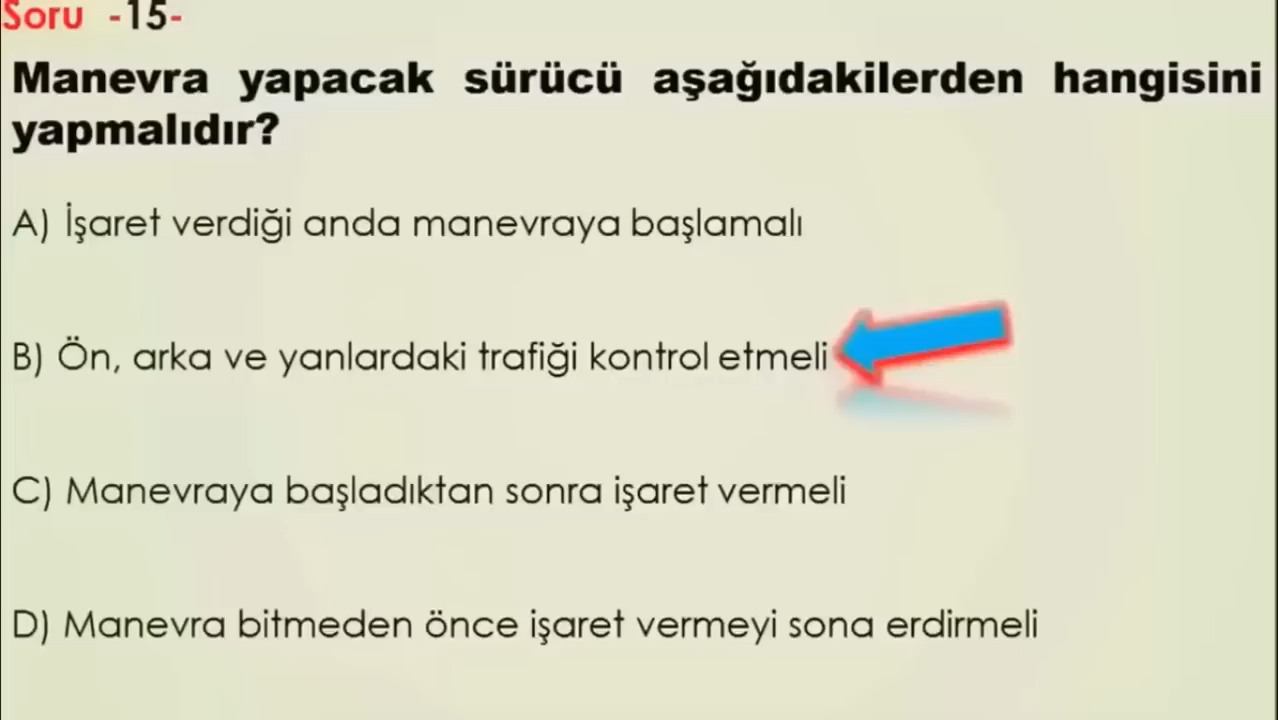 Soru -15-
Manevra yapacak sürücü aşağıdakilerden hangisini
yapmalıdır?
A) İşaret verdiği anda manevraya başlamalı
B) Ön, arka ve yanlardaki trafiği kontrol etmeli
C) Manevraya başladıktan sonra işaret vermeli
D) Manevra bitmeden önce işaret vermeyi sona erdirmeli